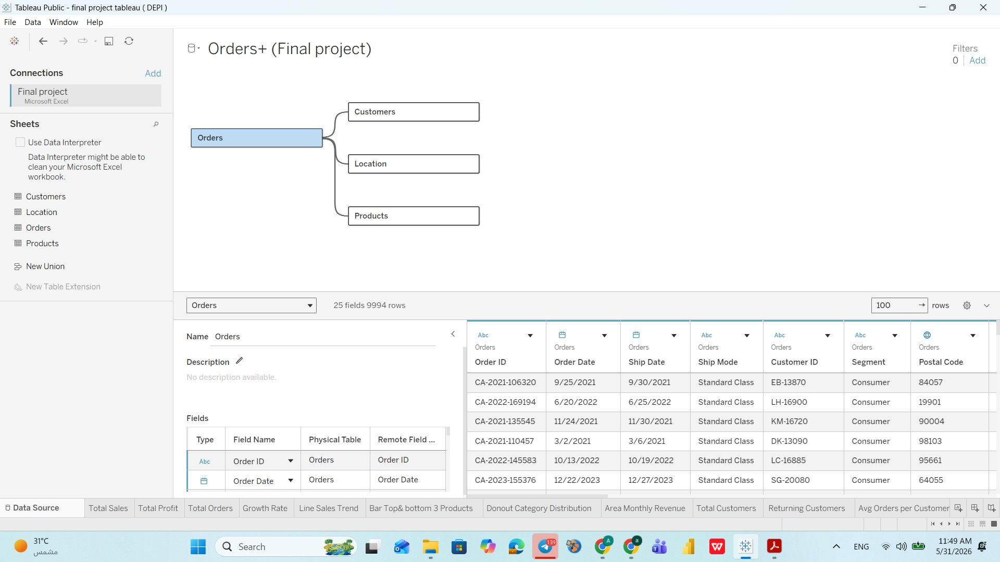 Tableau Public - final project tableau ( DEPI )
File Data Window Help
Connections Add
Final project
Microsoft Excel
Sheets
Use Data Interpreter
Data Interpreter might be able to
clean your Microsoft Excel
workbook.
Customers
Location
Orders
Products
New Union
New Table Extension
Orders+ (Final project)
Filters
0 Add
Orders
Customers
Location
Products
Orders 25 fields 9994 rows 100 rows
Name Orders
Description
No description available.
Fields
Type Field Name Physical Table Remote Field ...
Abc Order ID Orders Order ID
Order Date Orders Order Date
Abc Abc Abc Abc
Orders Orders Orders Orders Orders Orders Orders
Order ID Order Date Ship Date Ship Mode Customer ID Segment Postal Code
CA-2021-106320 9/25/2021 9/30/2021 Standard Class EB-13870 Consumer 84057
CA-2022-169194 6/20/2022 6/25/2022 Standard Class LH-16900 Consumer 19901
CA-2021-135545 11/24/2021 11/30/2021 Standard Class KM-16720 Consumer 90004
CA-2021-110457 3/2/2021 3/6/2021 Standard Class DK-13090 Consumer 98103
CA-2022-145583 10/13/2022 10/19/2022 Standard Class LC-16885 Consumer 95661
CA-2023-155376 12/22/2023 12/27/2023 Standard Class SG-20080 Consumer 64055
Data Source Total Sales Total Profit Total Orders Growth Rate Line Sales Trend Bar Top& bottom 3 Products Donout Category Distribution Area Monthly Revenue Total Customers Returning Customers Avg Orders per Customer
31°C
مشمس
Search
139
A
a
ENG
11:49 AM
5/31/2026